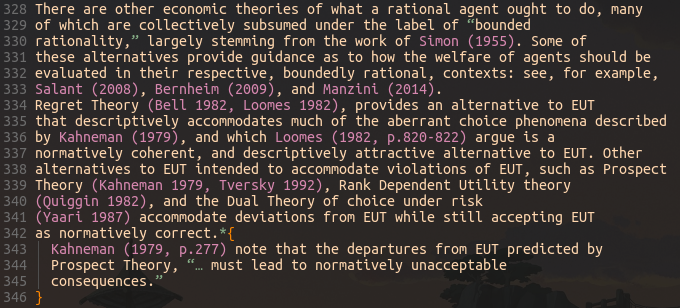 328 There are other economic theories of what a rational agent ought to do, many
329 of which are collectively subsumed under the label of “bounded
330 rationality,” largely stemming from the work of Simon (1955). Some of
331 these alternatives provide guidance as to how the welfare of agents should be
332 evaluated in their respective, boundedly rational, contexts: see, for example,
333 Salant (2008), Bernheim (2009), and Manzini (2014).
334 Regret Theory (Bell 1982, Loomes 1982), provides an alternative to EUT
335 that descriptively accommodates much of the aberrant choice phenomena described
336 by Kahneman (1979), and which Loomes (1982, p.820-822) argue is a
337 normatively coherent, and descriptively attractive alternative to EUT. Other
338 alternatives to EUT intended to accommodate violations of EUT, such as Prospect
339 Theory (Kahneman 1979, Tversky 1992), Rank Dependent Utility theory
340 (Quiggin 1982), and the Dual Theory of choice under risk
341 (Yaari 1987) accommodate deviations from EUT while still accepting EUT
342 as normatively correct.*{
343 Kahneman (1979, p.277) note that the departures from EUT predicted by
344 Prospect Theory, “… must lead to normatively unacceptable
345 consequences.”
346 }